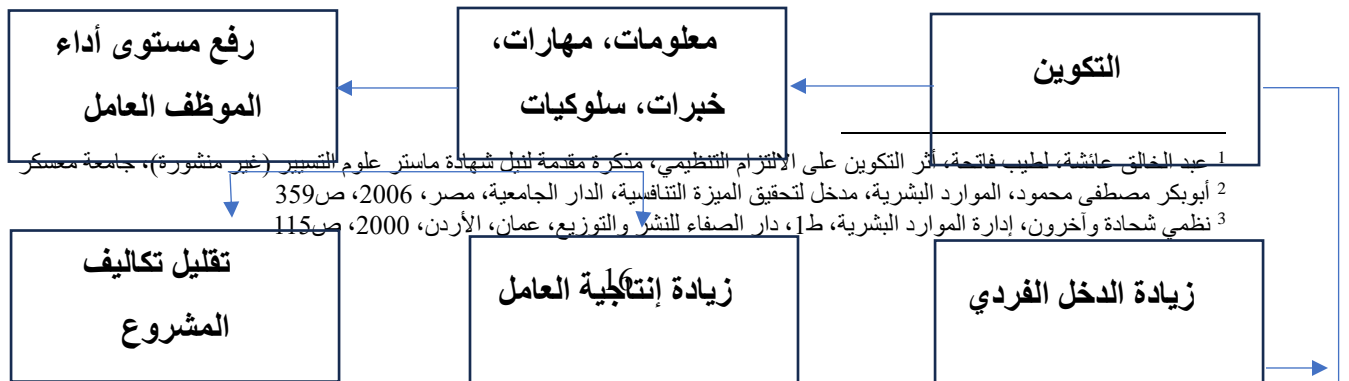 التكوين
معلومات، مهارات،
خبرات، سلوكيات
رفع مستوى أداء
الموظف العامل
1 عبد الخالق عائشة، لطيب فاتحة، أثر التكوين على الالتزام التنظيمي، مذكرة مقدمة لنيل شهادة ماستر علوم التسيير (غير منشورة)، جامعة معسكر
2 أبوبكر مصطفى محمود، الموارد البشرية، مدخل لتحقيق الميزة التنافسية، الدار الجامعية، مصر، 2006، ص359
3 نظمي شحادة وآخرون، إدارة الموارد البشرية، ط1، دار الصفاء للنشر والتوزيع، عمان، الأردن، 2000، ص115
زيادة الدخل الفردي
زيادة إنتاجية العامل
16
تقليل تكاليف
المشروع